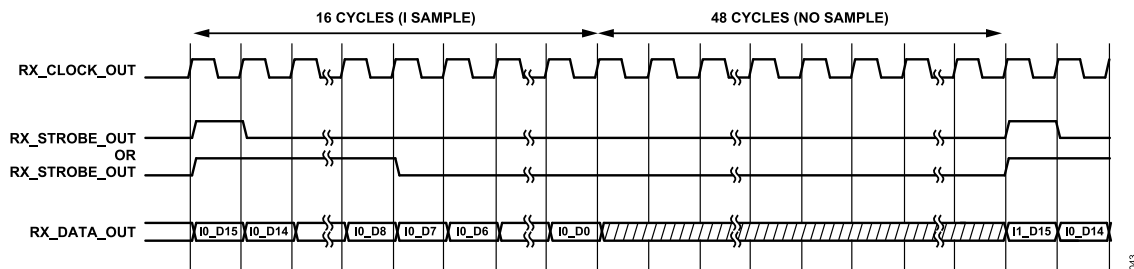 16 CYCLES (I SAMPLE)
48 CYCLES (NO SAMPLE)
RX_CLOCK_OUT
RX_STROBE_OUT
OR
RX_STROBE_OUT
RX_DATA_OUT
I0_D15
I0_D14
I0_D8
I0_D7
I0_D6
I0_D0
I1_D15
I0_D14
043